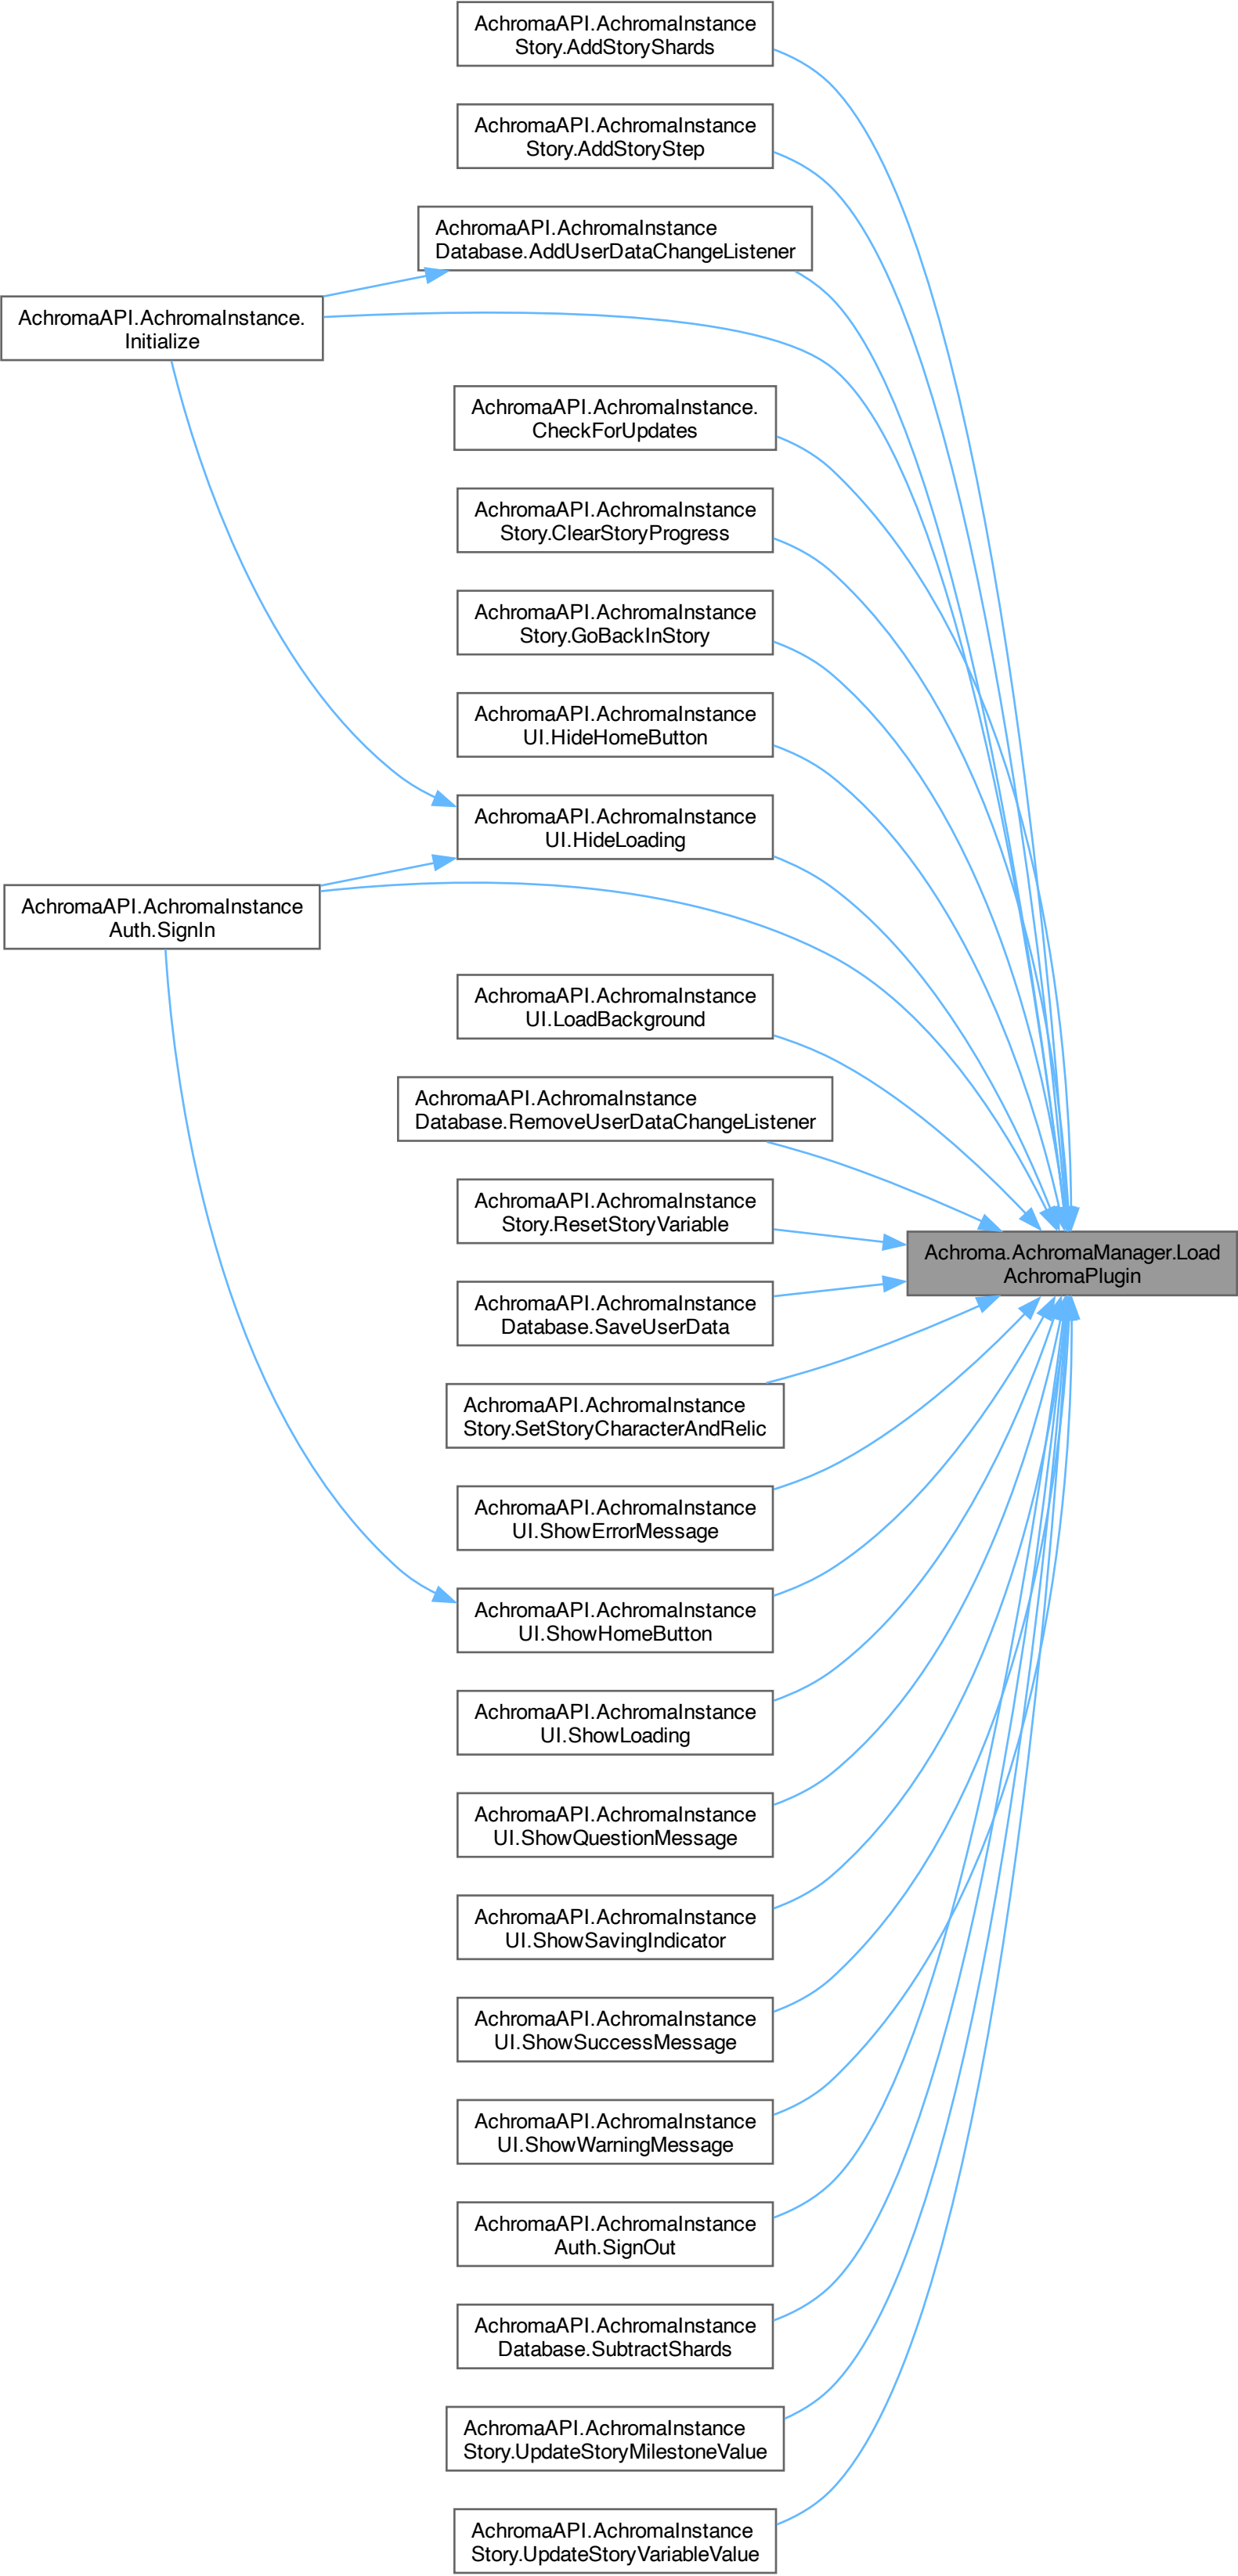 AchromaAPI.AchromaInstance
Story.AddStoryShards
AchromaAPI.AchromaInstance
Story.AddStoryStep
AchromaAPI.AchromaInstance
Database.AddUserDataChangeListener
AchromaAPI.AchromaInstance.
Initialize
AchromaAPI.AchromaInstance.
CheckForUpdates
AchromaAPI.AchromaInstance
Story.ClearStoryProgress
AchromaAPI.AchromaInstance
Story.GoBackInStory
AchromaAPI.AchromaInstance
UI.HideHomeButton
AchromaAPI.AchromaInstance
UI.HideLoading
AchromaAPI.AchromaInstance
Auth.SignIn
AchromaAPI.AchromaInstance
UI.LoadBackground
AchromaAPI.AchromaInstance
Database.RemoveUserDataChangeListener
AchromaAPI.AchromaInstance
Story.ResetStoryVariable
Achroma.AchromaManager.Load
AchromaPlugin
AchromaAPI.AchromaInstance
Database.SaveUserData
AchromaAPI.AchromaInstance
Story.SetStoryCharacterAndRelic
AchromaAPI.AchromaInstance
UI.ShowErrorMessage
AchromaAPI.AchromaInstance
UI.ShowHomeButton
AchromaAPI.AchromaInstance
UI.ShowLoading
AchromaAPI.AchromaInstance
UI.ShowQuestionMessage
AchromaAPI.AchromaInstance
UI.ShowSavingIndicator
AchromaAPI.AchromaInstance
UI.ShowSuccessMessage
AchromaAPI.AchromaInstance
UI.ShowWarningMessage
AchromaAPI.AchromaInstance
Auth.SignOut
AchromaAPI.AchromaInstance
Database.SubtractShards
AchromaAPI.AchromaInstance
Story.UpdateStoryMilestoneValue
AchromaAPI.AchromaInstance
Story.UpdateStoryVariableValue